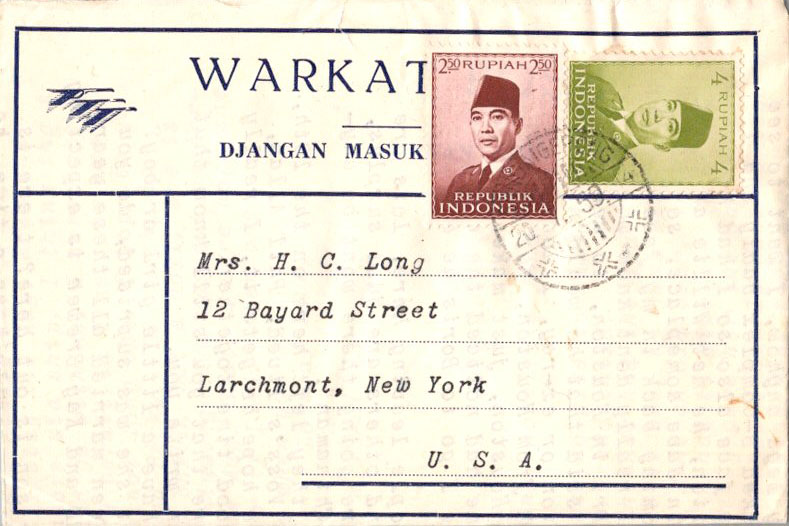 WARKAT
DJANGAN MASUK
2.50 RUPIAH 2.50
REPUBLIK
INDONESIA
4 RUPIAH 4
REPUBLIK
INDONESIA
Mrs. H. C. Long
12 Bayard Street
Larchmont, New York
U. S. A.